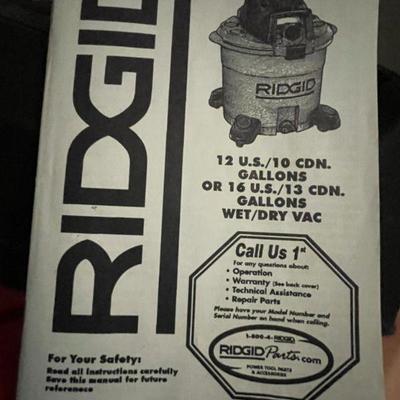 RIDGID
RIDGID
12 U.S./10 CDN.
GALLONS
OR 16 U.S./13 CDN.
GALLONS
WET/DRY VAC
Call Us 1st
For any questions about:
• Operation
• Warranty (See back cover)
• Technical Assistance
• Repair Parts
Please have your Model Number and
Serial Number on hand when calling.
1-800-4-RIDGID
RIDGIDParts.com
POWER TOOL PARTS
& ACCESSORIES
For Your Safety:
Read all instructions carefully
Save this manual for future
reference